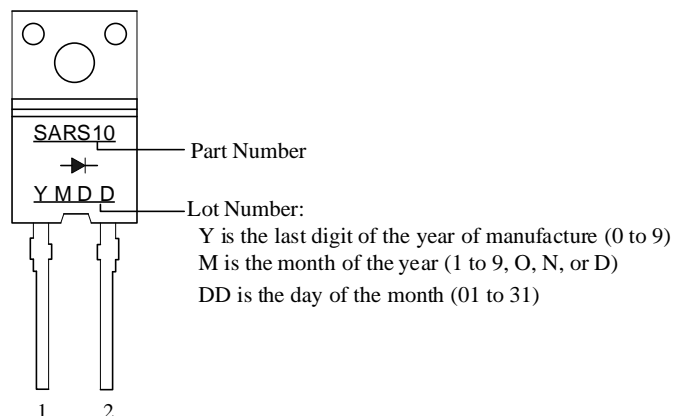 SARS10
Part Number
Y M D D
Lot Number:
Y is the last digit of the year of manufacture (0 to 9)
M is the month of the year (1 to 9, O, N, or D)
DD is the day of the month (01 to 31)
1 2